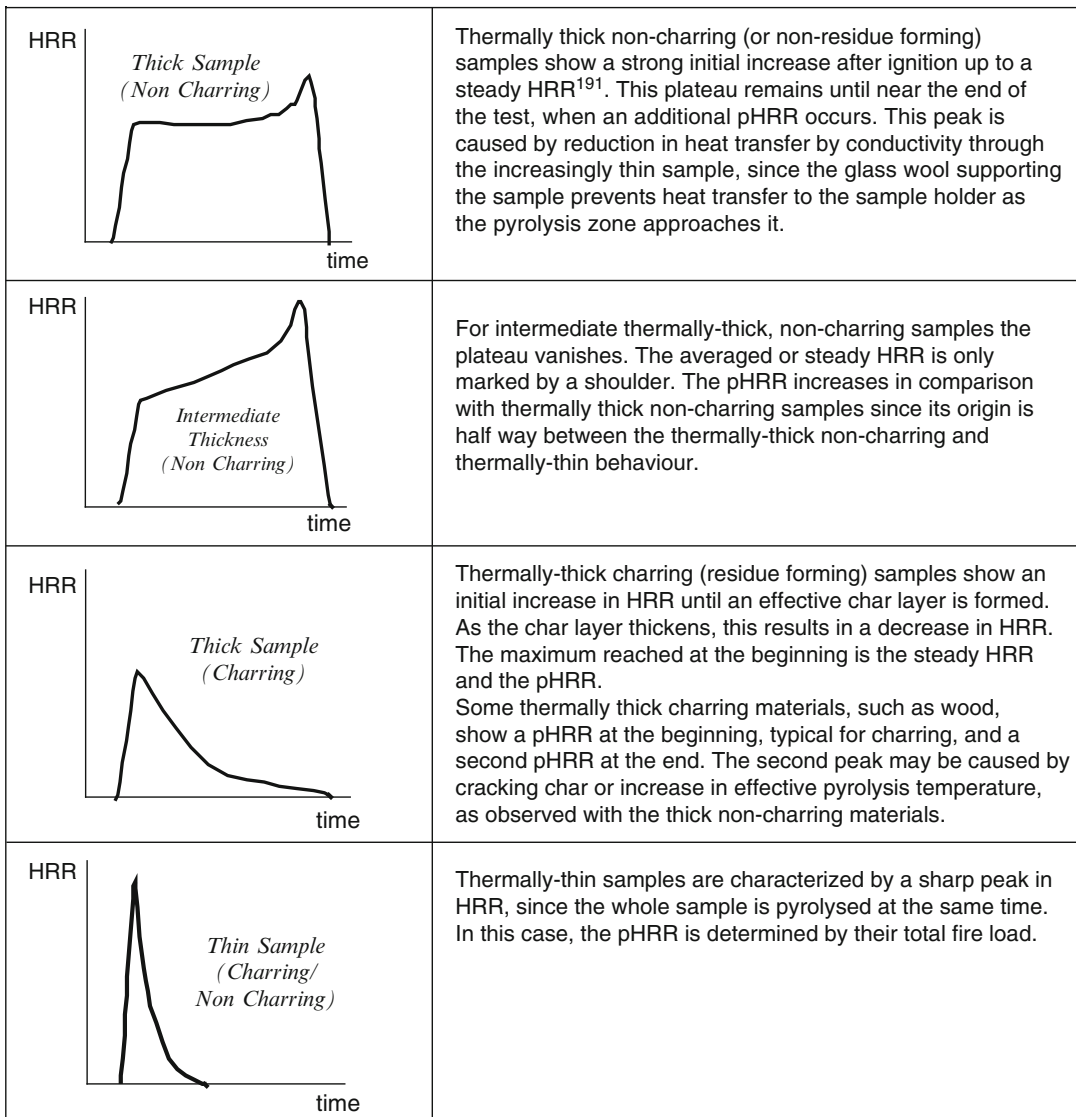 HRR
Thick Sample
(Non Charring)
time
Thermally thick non-charring (or non-residue forming)
samples show a strong initial increase after ignition up to a
steady HRR191. This plateau remains until near the end of
the test, when an additional pHRR occurs. This peak is
caused by reduction in heat transfer by conductivity through
the increasingly thin sample, since the glass wool supporting
the sample prevents heat transfer to the sample holder as
the pyrolysis zone approaches it.
HRR
Intermediate
Thickness
(Non Charring)
time
For intermediate thermally-thick, non-charring samples the
plateau vanishes. The averaged or steady HRR is only
marked by a shoulder. The pHRR increases in comparison
with thermally thick non-charring samples since its origin is
half way between the thermally-thick non-charring and
thermally-thin behaviour.
HRR
Thick Sample
(Charring)
time
Thermally-thick charring (residue forming) samples show an
initial increase in HRR until an effective char layer is formed.
As the char layer thickens, this results in a decrease in HRR.
The maximum reached at the beginning is the steady HRR
and the pHRR.
Some thermally thick charring materials, such as wood,
show a pHRR at the beginning, typical for charring, and a
second pHRR at the end. The second peak may be caused by
cracking char or increase in effective pyrolysis temperature,
as observed with the thick non-charring materials.
HRR
Thin Sample
(Charring/
Non Charring)
time
Thermally-thin samples are characterized by a sharp peak in
HRR, since the whole sample is pyrolysed at the same time.
In this case, the pHRR is determined by their total fire load.